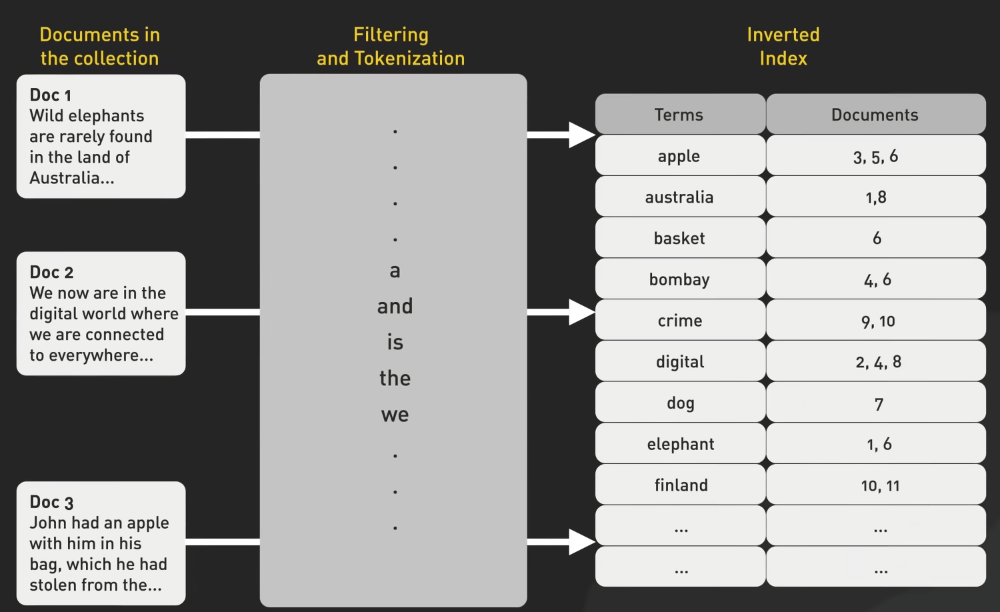 Documents in
the collection
Filtering
and Tokenization
Inverted
Index
Doc 1
Wild elephants
are rarely found
in the land of
Australia...
Doc 2
We now are in the
digital world where
we are connected
to everywhere...
Doc 3
John had an apple
with him in his
bag, which he had
stolen from the...
.
.
.
.
a
and
is
the
we
.
.
.
Terms Documents
apple 3, 5, 6
australia 1,8
basket 6
bombay 4, 6
crime 9, 10
digital 2, 4, 8
dog 7
elephant 1, 6
finland 10, 11
... ...
... ...